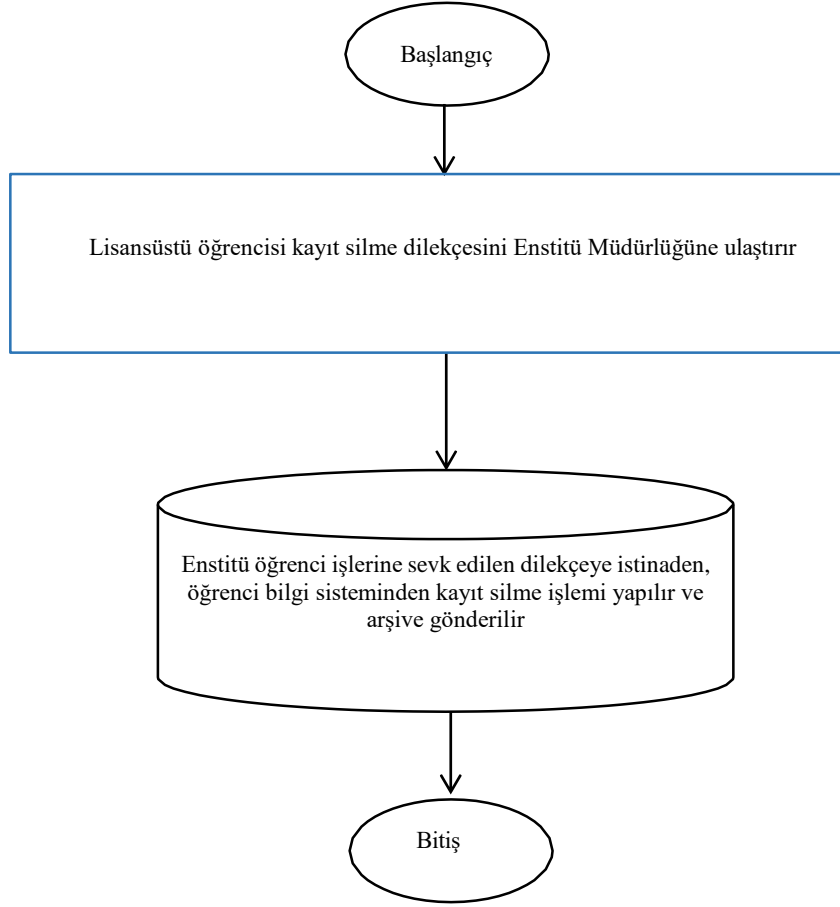 Başlangıç
Lisansüstü öğrencisi kayıt silme dilekçesini Enstitü Müdürlüğüne ulaştırır
Enstitü öğrenci işlerine sevk edilen dilekçeye istinaden,
öğrenci bilgi sisteminden kayıt silme işlemi yapılır ve
arşive gönderilir
Bitiş